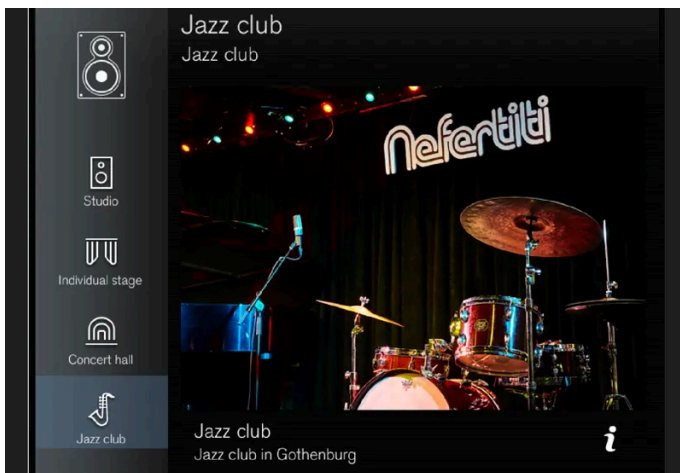 Jazz club
Jazz club
Nefertiti
Studio
Individual stage
Concert hall
Jazz club
Jazz club
Jazz club in Gothenburg
i